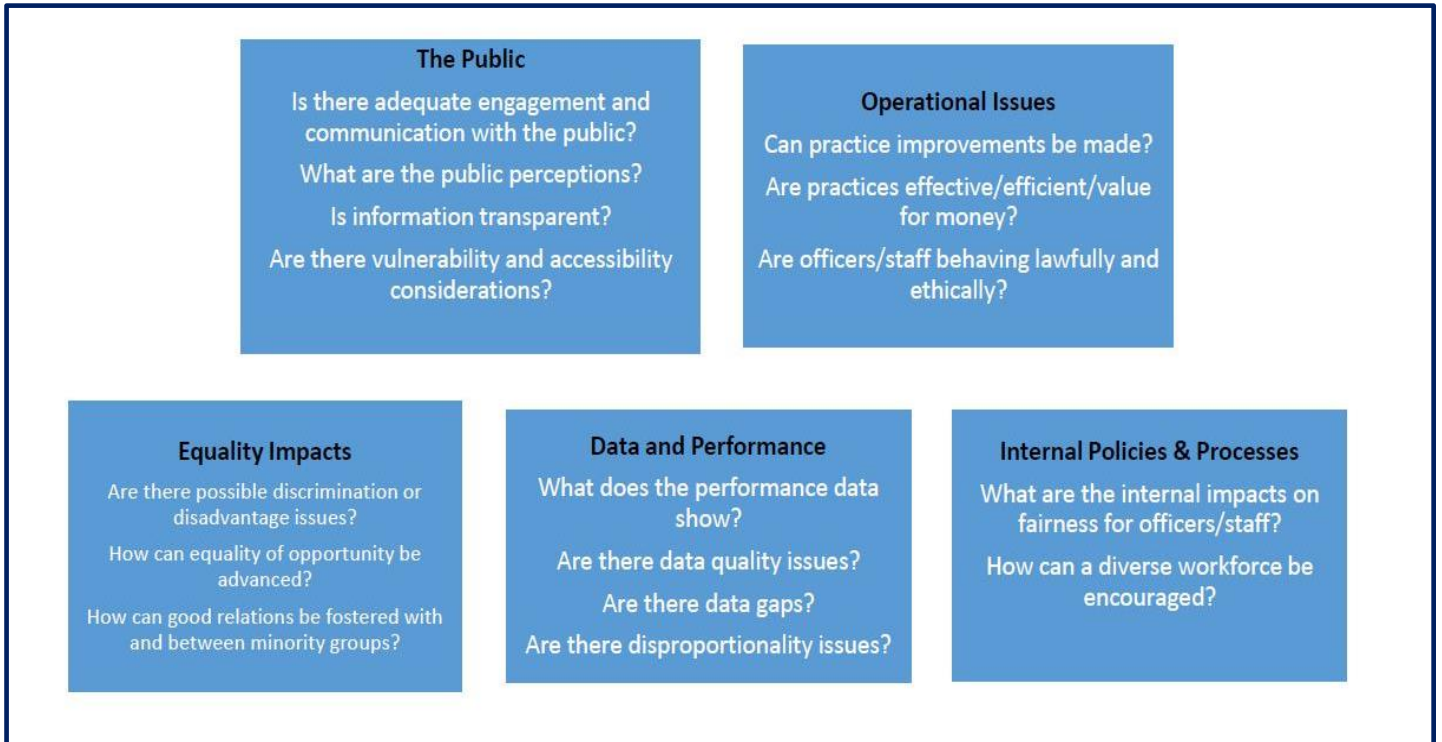 The Public
Is there adequate engagement and
communication with the public?
What are the public perceptions?
Is information transparent?
Are there vulnerability and accessibility
considerations?
Operational Issues
Can practice improvements be made?
Are practices effective/efficient/value
for money?
Are officers/staff behaving lawfully and
ethically?
Equality Impacts
Are there possible discrimination or
disadvantage issues?
How can equality of opportunity be
advanced?
How can good relations be fostered with
and between minority groups?
Data and Performance
What does the performance data
show?
Are there data quality issues?
Are there data gaps?
Are there disproportionality issues?
Internal Policies & Processes
What are the internal impacts on
fairness for officers/staff?
How can a diverse workforce be
encouraged?